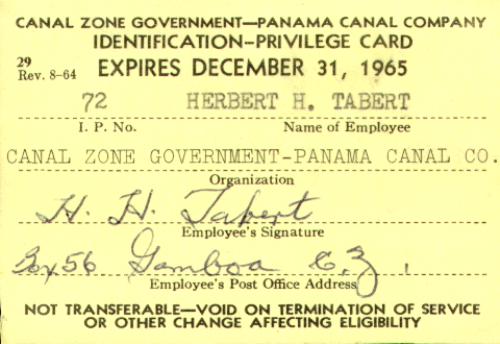 CANAL ZONE GOVERNMENT—PANAMA CANAL COMPANY
IDENTIFICATION–PRIVILEGE CARD
29
Rev. 8-64 EXPIRES DECEMBER 31, 1965
72 HERBERT H. TABERT
I. P. No. Name of Employee
CANAL ZONE GOVERNMENT-PANAMA CANAL CO.
Organization
H. H. Tabert
Employee's Signature
Box 56 Gamboa C.Z.
Employee's Post Office Address
NOT TRANSFERABLE—VOID ON TERMINATION OF SERVICE
OR OTHER CHANGE AFFECTING ELIGIBILITY